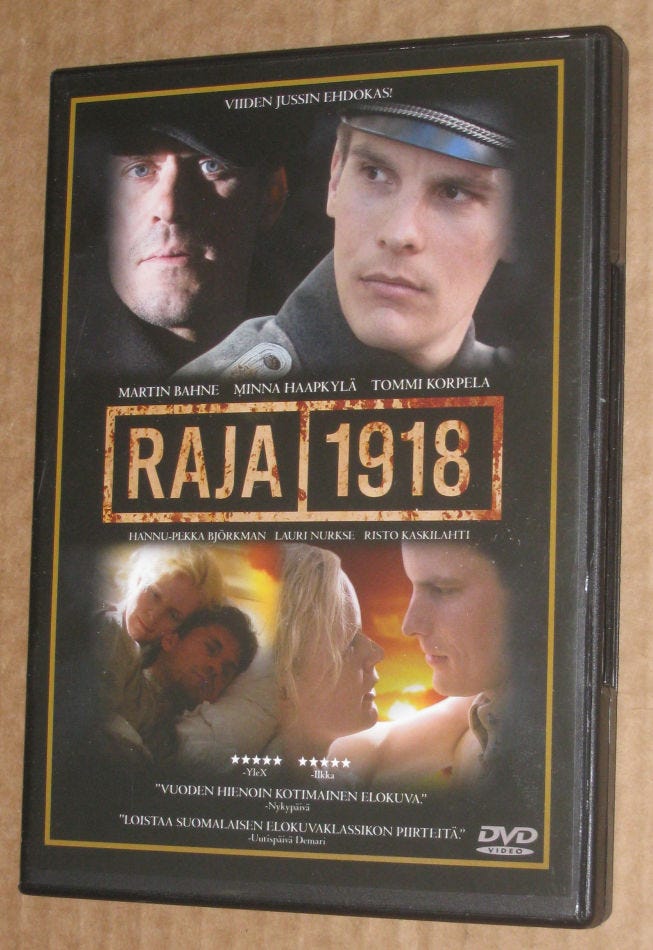 VIIDEN JUSSIN EHDOKAS!
MARTIN BAHNE MINNA HAAPKYLÄ TOMMI KORPELA
RAJA 1918
HANNU-PEKKA BJÖRKMAN LAURI NURKSE RISTO KASKILAHTI
-YleX -Ilkka
"VUODEN HIENOIN KOTIMAINEN ELOKUVA."
-Nykypäivä
"LOISTAA SUOMALAISEN ELOKUVAKLASSIKON PIIRTEITÄ."
-Uutispäivä Demari
DVD
VIDEO